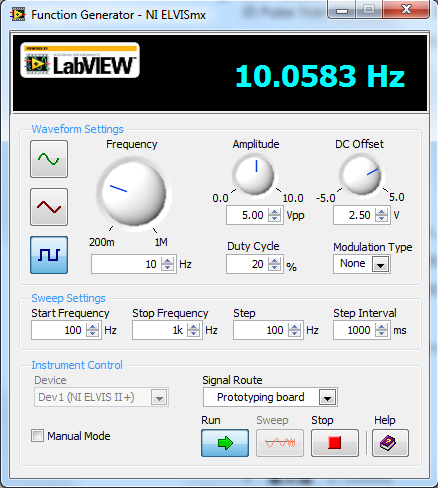 Function Generator - NI ELVISmx
POWERED BY
LabVIEW™
10.0583 Hz
Waveform Settings
Frequency
Amplitude
DC Offset
0.0 10.0
-5.0 5.0
5.00 Vpp
2.50 V
200m 1M
10 Hz
Duty Cycle
20 %
Modulation Type
None
Sweep Settings
Start Frequency
Stop Frequency
Step
Step Interval
100 Hz
1k Hz
100 Hz
1000 ms
Instrument Control
Device
Signal Route
Dev1 (NI ELVIS II+)
Prototyping board
Manual Mode
Run
Sweep
Stop
Help